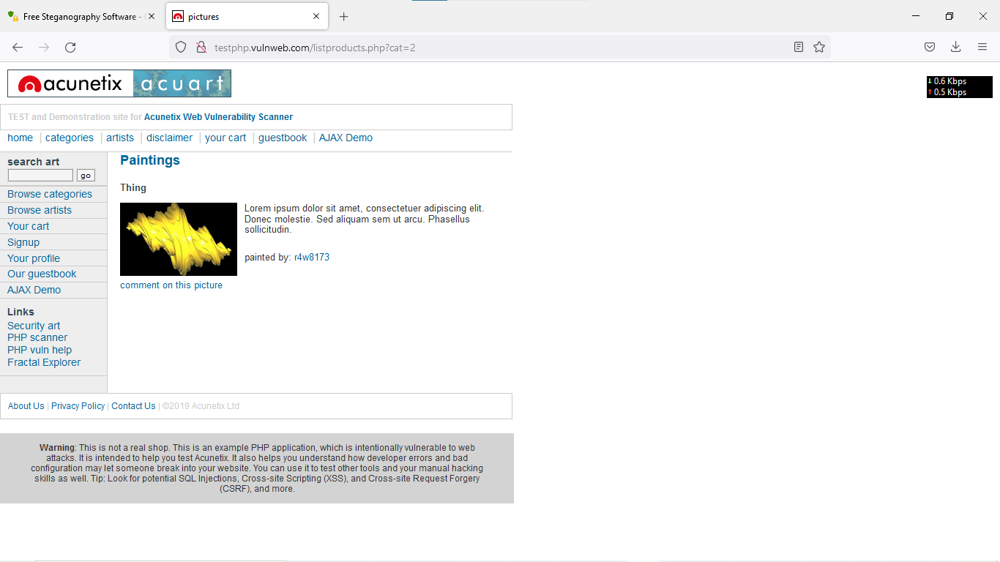 Free Steganography Software -
pictures
testphp.vulnweb.com/listproducts.php?cat=2
acunetix acuart
0.6 Kbps
0.5 Kbps
TEST and Demonstration site for Acunetix Web Vulnerability Scanner
home | categories | artists | disclaimer | your cart | guestbook | AJAX Demo
search art
go
Browse categories
Browse artists
Your cart
Signup
Your profile
Our guestbook
AJAX Demo
Links
Security art
PHP scanner
PHP vuln help
Fractal Explorer
Paintings
Thing
Lorem ipsum dolor sit amet, consectetuer adipiscing elit.
Donec molestie. Sed aliquam sem ut arcu. Phasellus
sollicitudin.
painted by: r4w8173
comment on this picture
About Us | Privacy Policy | Contact Us | ©2019 Acunetix Ltd
Warning: This is not a real shop. This is an example PHP application, which is intentionally vulnerable to web
attacks. It is intended to help you test Acunetix. It also helps you understand how developer errors and bad
configuration may let someone break into your website. You can use it to test other tools and your manual hacking
skills as well. Tip: Look for potential SQL Injections, Cross-site Scripting (XSS), and Cross-site Request Forgery
(CSRF), and more.